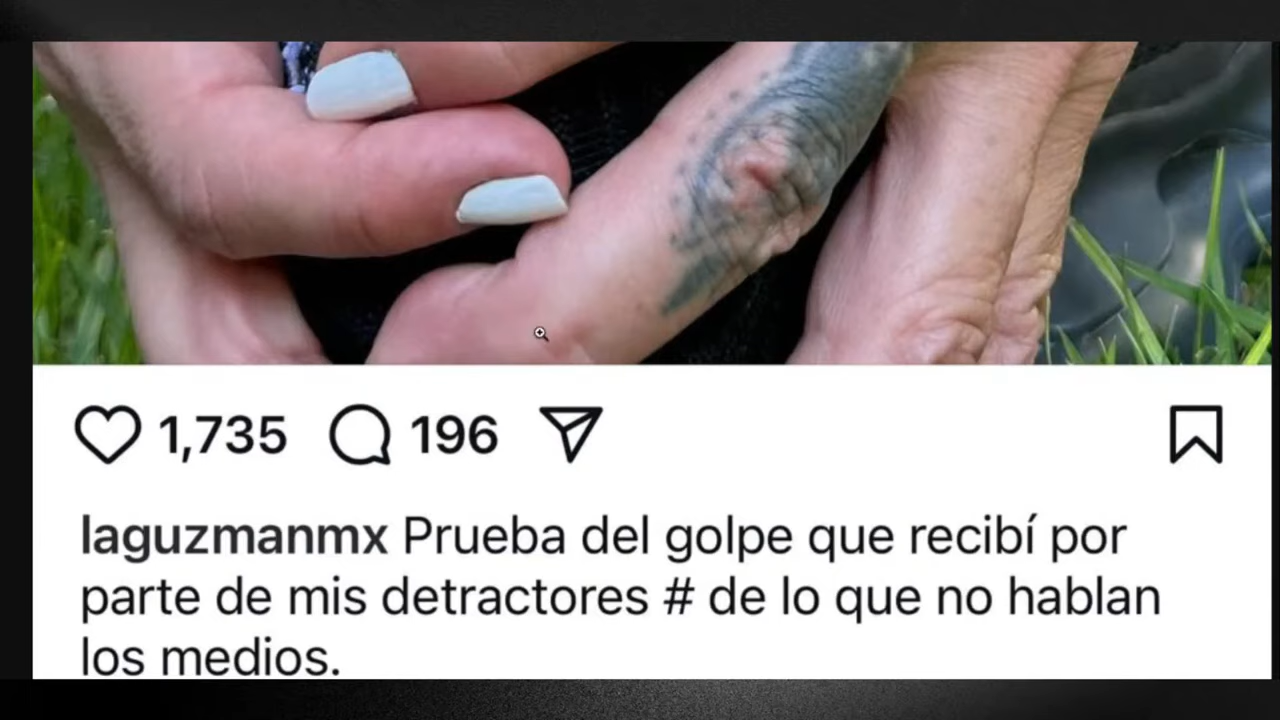 1,735 196
laguzmanmx Prueba del golpe que recibí por
parte de mis detractores # de lo que no hablan
los medios.